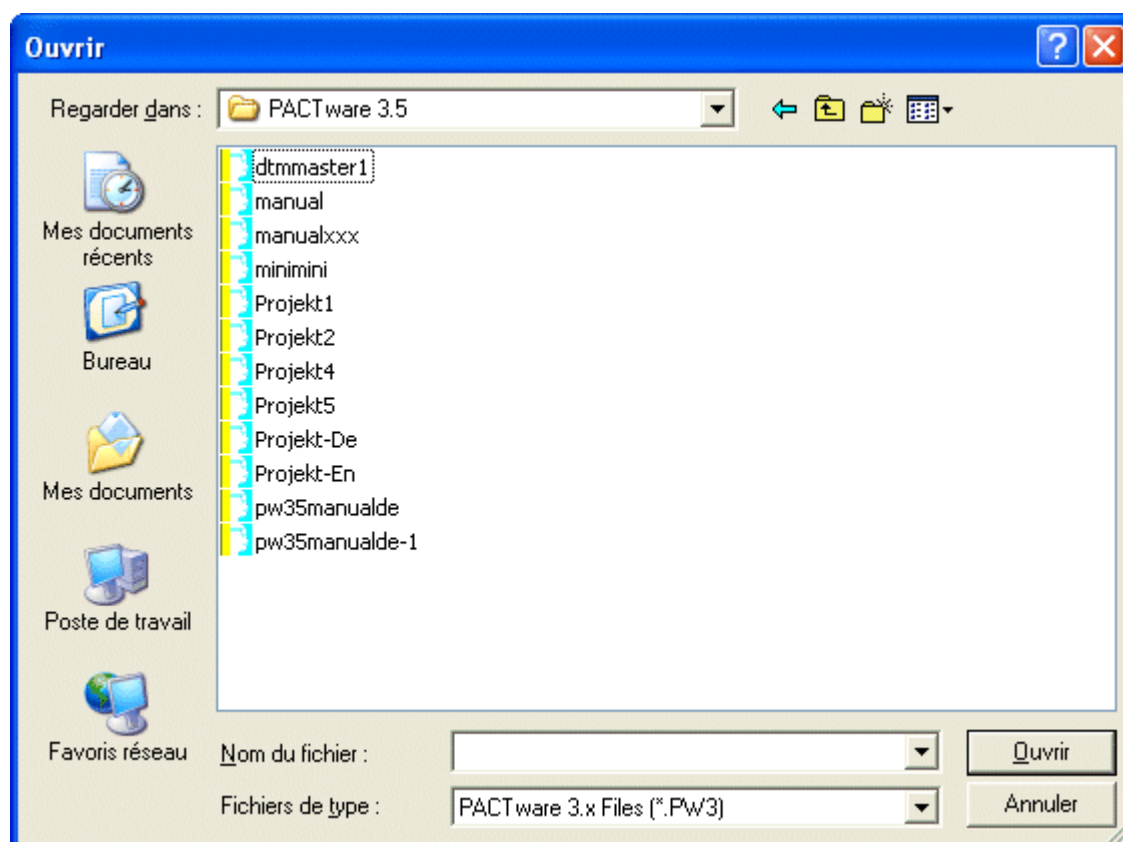 Ouvrir
Regarder dans :
PACTware 3.5
dtmmaster1
manual
manualxxx
minimini
Projekt1
Projekt2
Projekt4
Projekt5
Projekt-De
Projekt-En
pw35manualde
pw35manualde-1
Mes documents
récents
Bureau
Mes documents
Poste de travail
Favoris réseau
Nom du fichier :
Ouvrir
Fichiers de type :
PACTware 3.x Files (*.PW3)
Annuler